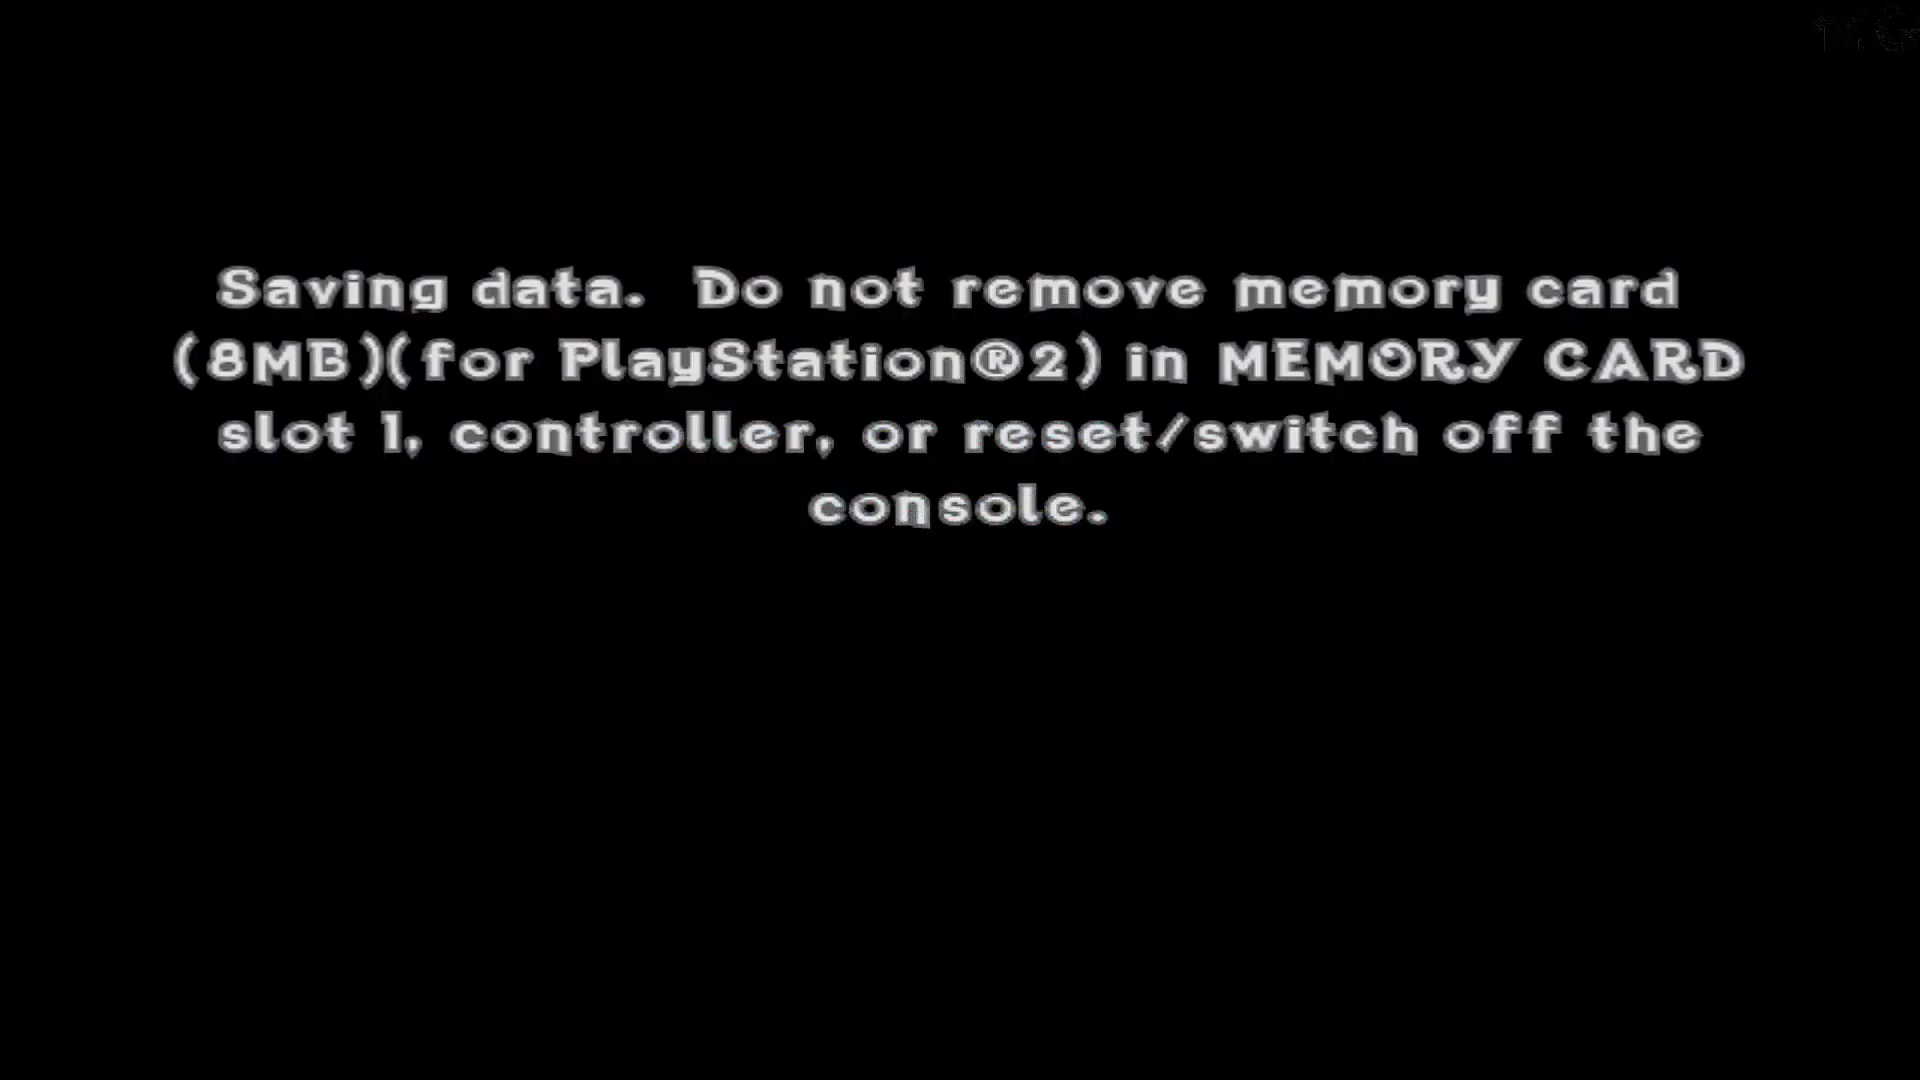 Saving data.  Do not remove memory card
(8MB)(for PlayStation®2) in MEMORY CARD
slot 1, controller, or reset/switch off the
console.